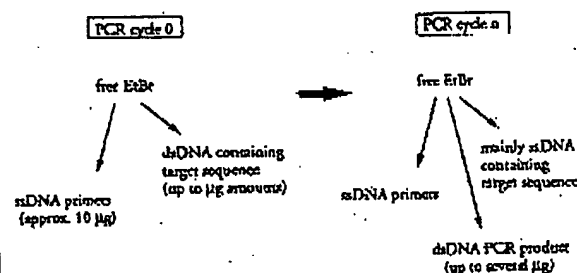 PCR cycle 0
free EtBr
dsDNA containing
target sequence
(up to µg amounts)
ssDNA primers
(approx. 10 µg)
PCR cycle n
free EtBr
mainly ssDNA
containing
target sequence
ssDNA primers
dsDNA PCR product
(up to several µg)